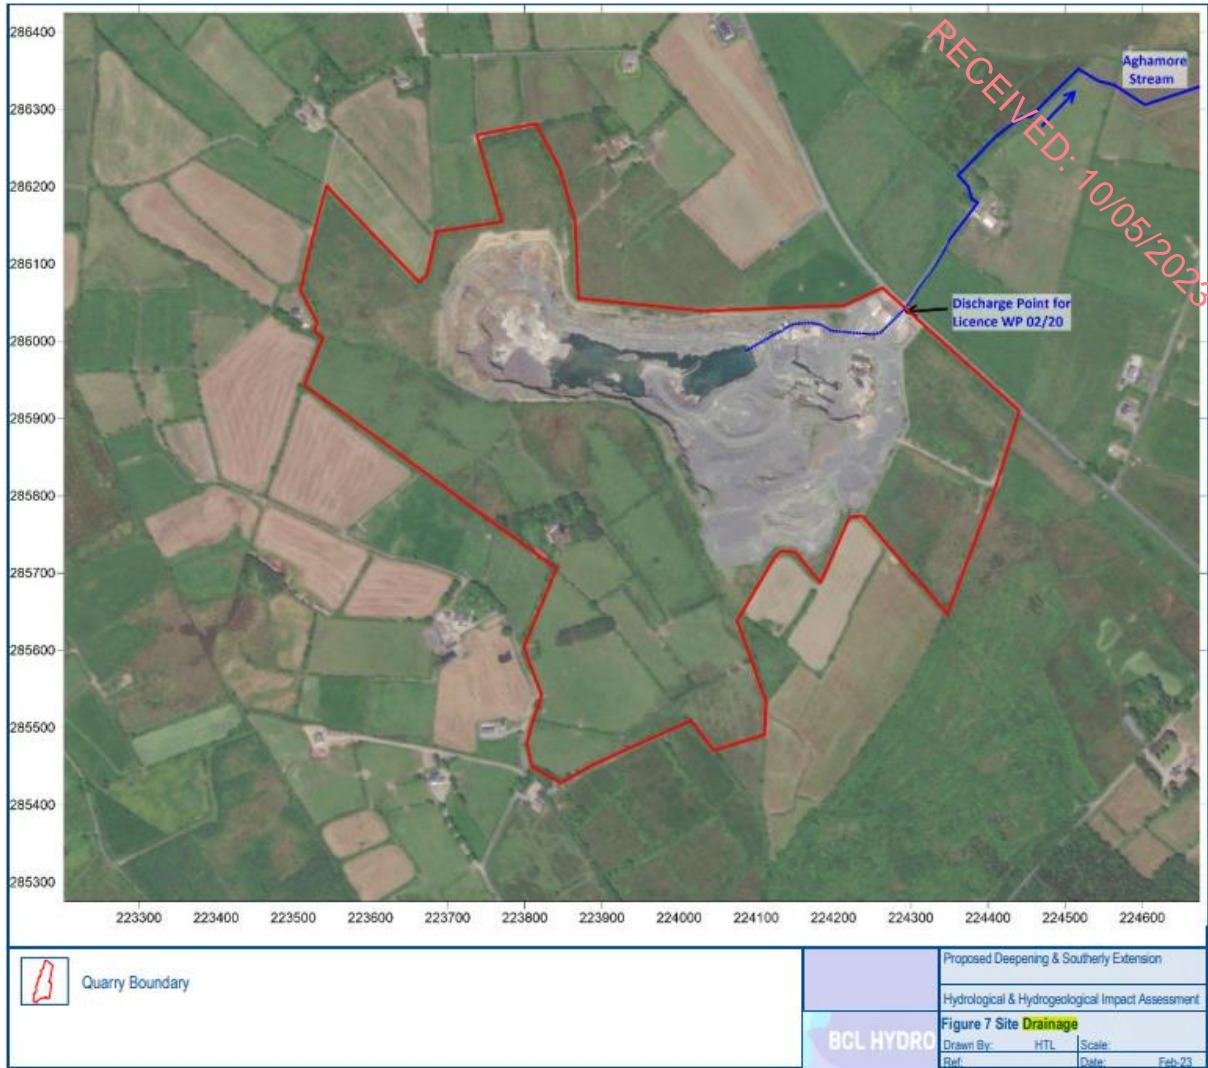 286400
286300
286200
286100
286000
285900
285800
285700
285600
285500
285400
285300
223300 223400 223500 223600 223700 223800 223900 224000 224100 224200 224300 224400 224500 224600
RECEIVED: 10/05/2023
Aghamore
Stream
Discharge Point for
Licence WP 02/20
Quarry Boundary
BCL HYDRO
Proposed Deepening & Southerly Extension
Hydrological & Hydrogeological Impact Assessment
Figure 7 Site Drainage
Drawn By: HTL Scale:
Ref: Date: Feb-23